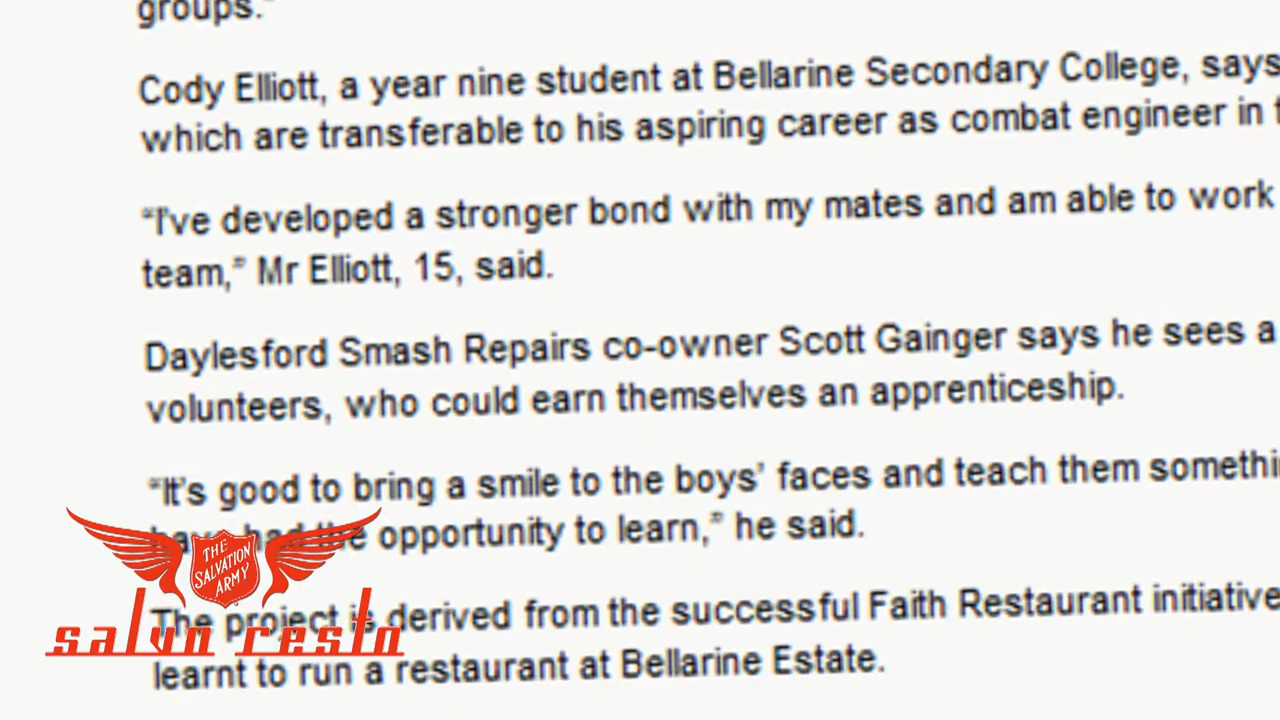 groups.”
Cody Elliott, a year nine student at Bellarine Secondary College, says
which are transferable to his aspiring career as combat engineer in
“I’ve developed a stronger bond with my mates and am able to work
team,” Mr Elliott, 15, said.
Daylesford Smash Repairs co-owner Scott Gainger says he sees a
volunteers, who could earn themselves an apprenticeship.
“It’s good to bring a smile to the boys’ faces and teach them somethi
have had the opportunity to learn,” he said.
The project is derived from the successful Faith Restaurant initiative
learnt to run a restaurant at Bellarine Estate.
THE
SALVATION
ARMY
salvo resto